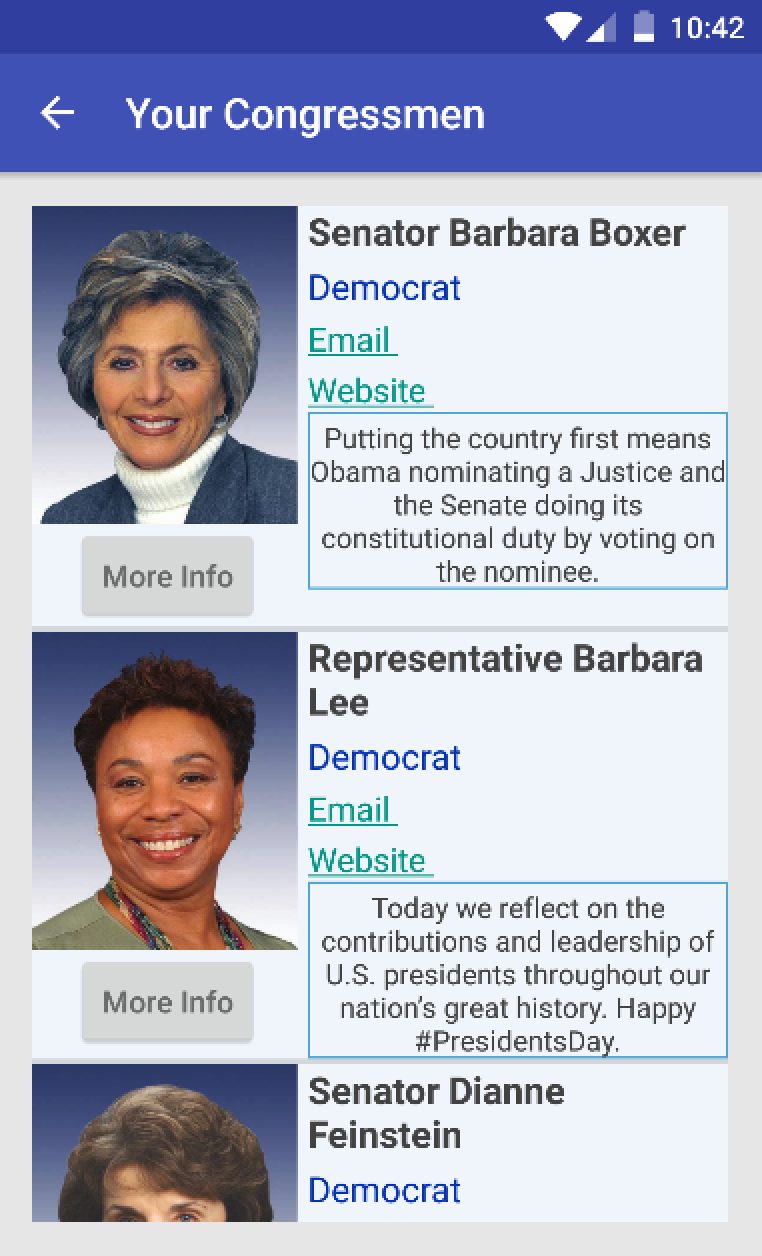 10:42
Your Congressmen
Senator Barbara Boxer
Democrat
Email
Website
Putting the country first means
Obama nominating a Justice and
the Senate doing its
constitutional duty by voting on
the nominee.
More Info
Representative Barbara
Lee
Democrat
Email
Website
Today we reflect on the
contributions and leadership of
U.S. presidents throughout our
nation’s great history. Happy
#PresidentsDay.
More Info
Senator Dianne
Feinstein
Democrat